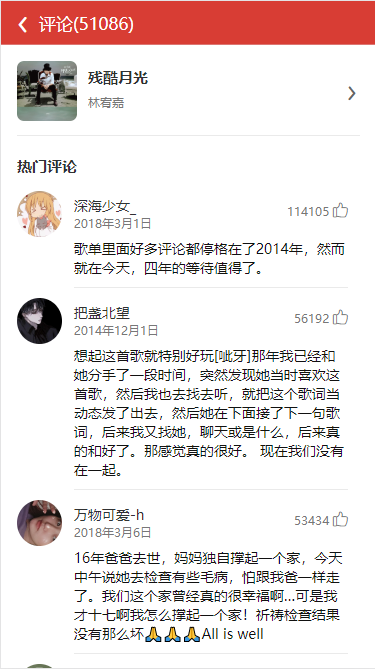 评论(51086)
残酷月光
林宥嘉
热门评论
深海少女_
114105
2018年3月1日
歌单里面好多评论都停格在了2014年，然而
就在今天，四年的等待值得了。
把盏北望
56192
2014年12月1日
想起这首歌就特别好玩[呲牙]那年我已经和
她分手了一段时间，突然发现她当时喜欢这
首歌，然后我也去找去听，就把这个歌词当
动态发了出去，然后她在下面接了下一句歌
词，后来我又找她，聊天或是什么，后来真
的和好了。那感觉真的很好。 现在我们没有
在一起。
万物可爱-h
53434
2018年3月6日
16年爸爸去世，妈妈独自撑起一个家，今天
中午说她去检查有些毛病，怕跟我爸一样走
了。我们这个家曾经真的很幸福啊...可是我
才十七啊我怎么撑起一个家！祈祷检查结果
没有那么坏🙏🙏🙏All is well